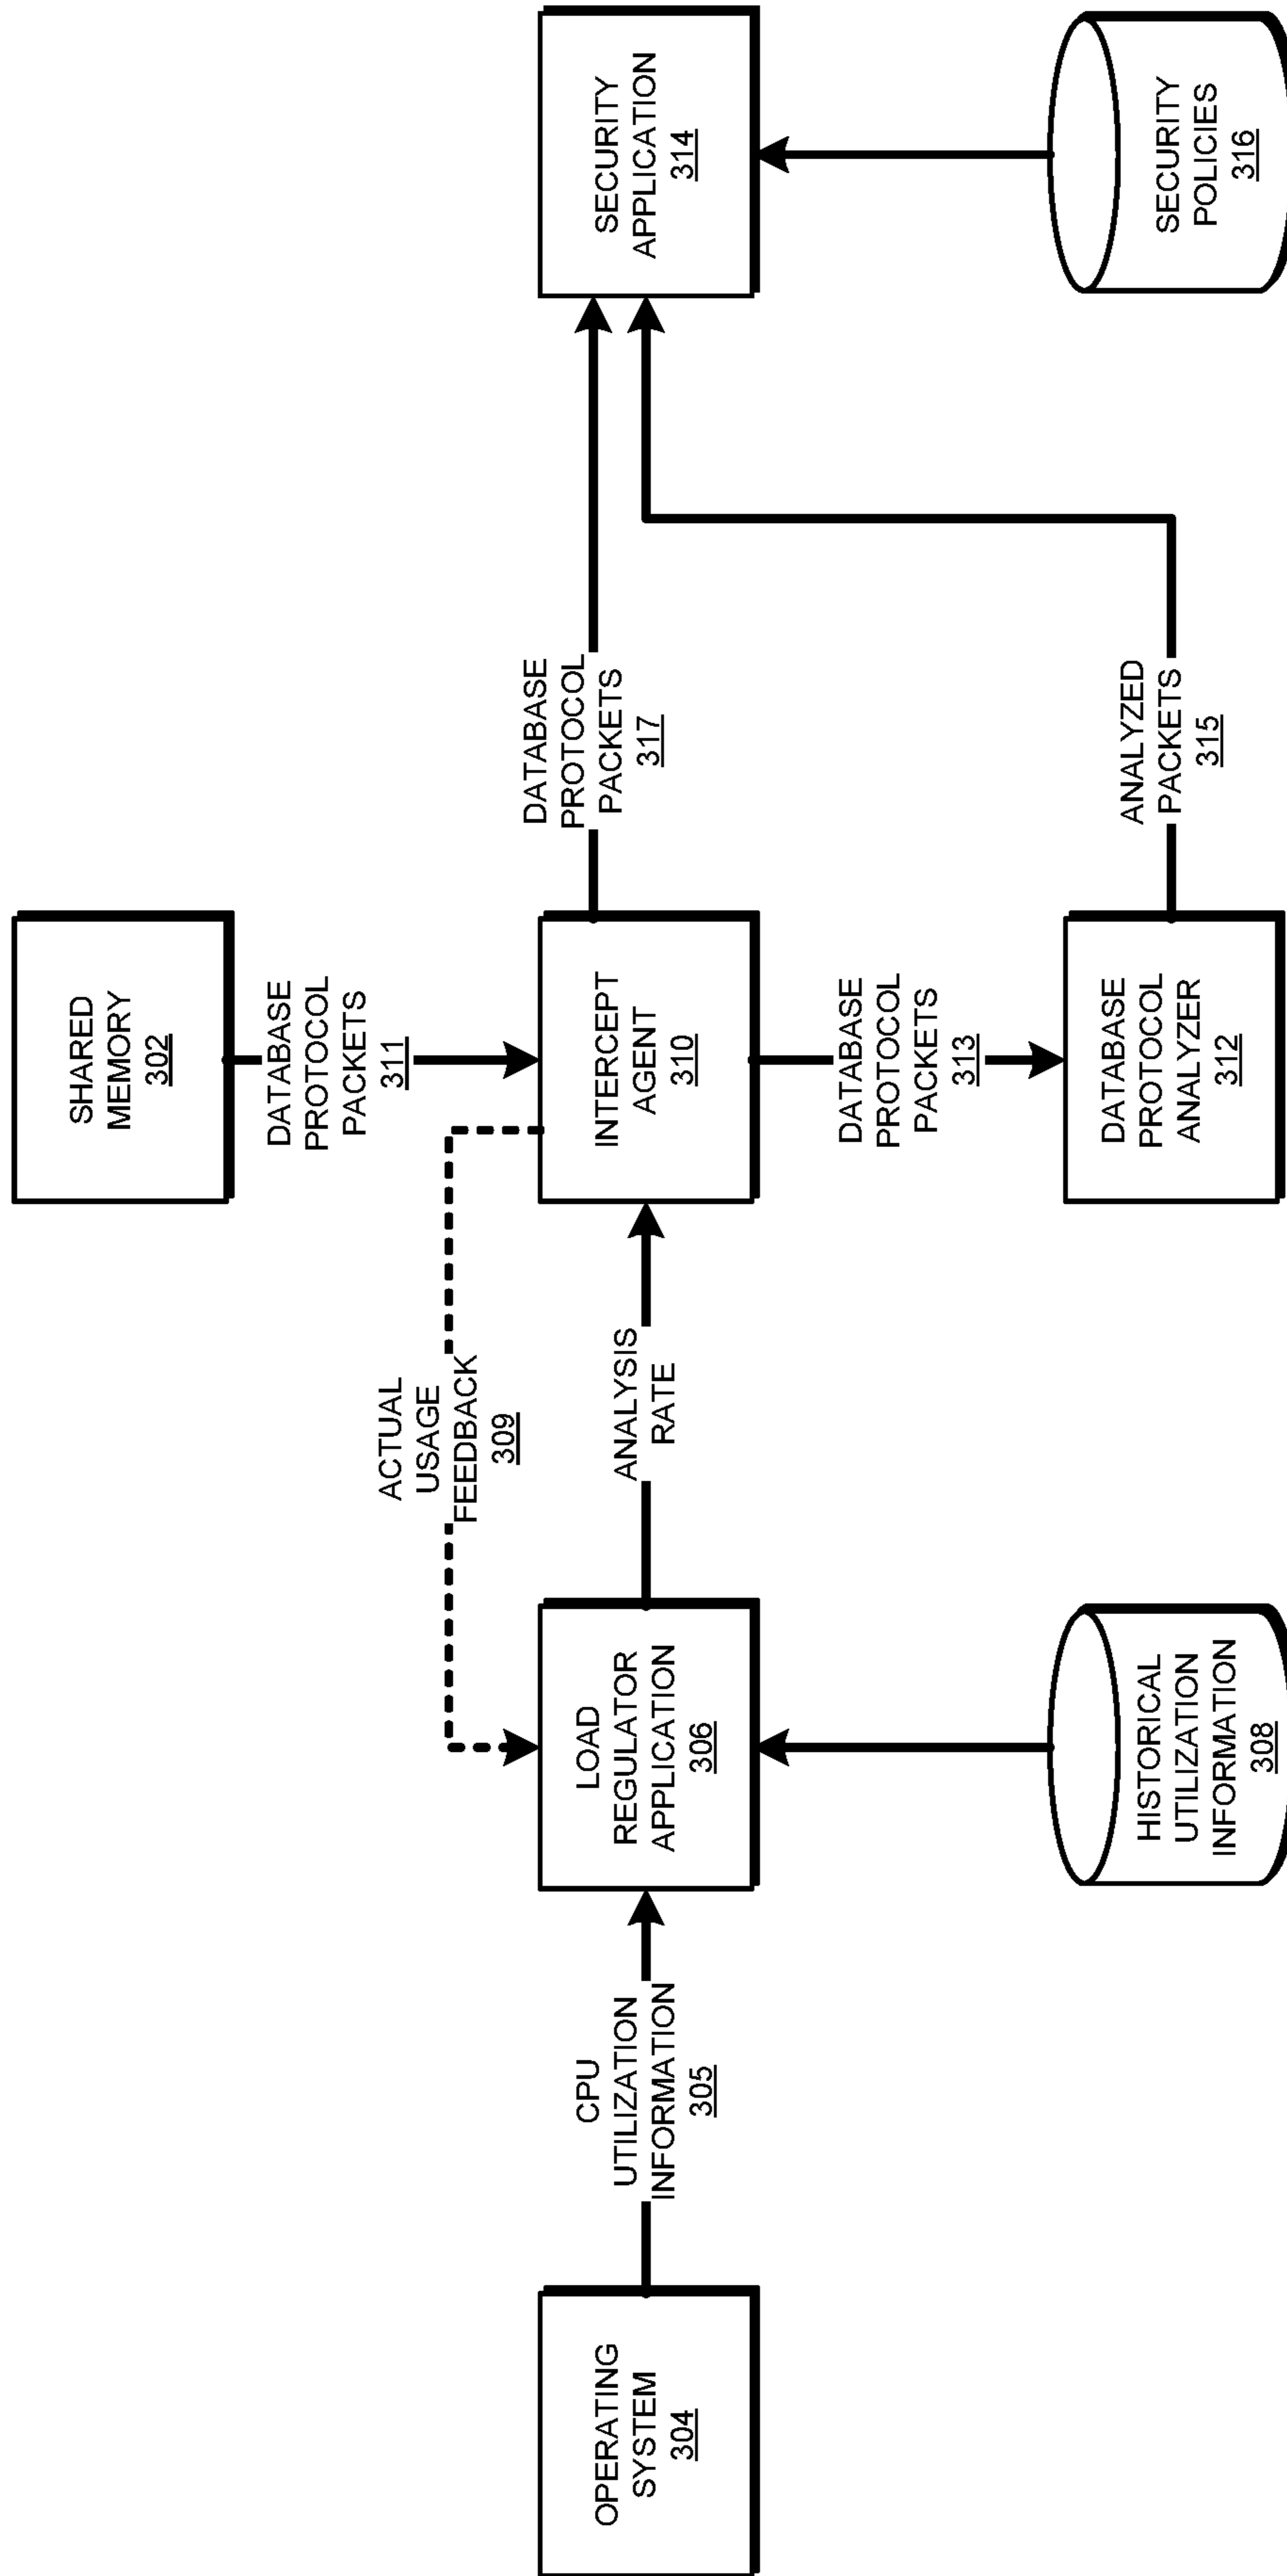 SHARED
MEMORY
302
DATABASE
PROTOCOL
PACKETS
311
ACTUAL
USAGE
FEEDBACK
309
OPERATING
SYSTEM
304
CPU
UTILIZATION
INFORMATION
305
LOAD
REGULATOR
APPLICATION
306
ANALYSIS
RATE
INTERCEPT
AGENT
310
DATABASE
PROTOCOL
PACKETS
317
SECURITY
APPLICATION
314
DATABASE
PROTOCOL
PACKETS
313
HISTORICAL
UTILIZATION
INFORMATION
308
DATABASE
PROTOCOL
ANALYZER
312
ANALYZED
PACKETS
315
SECURITY
POLICIES
316